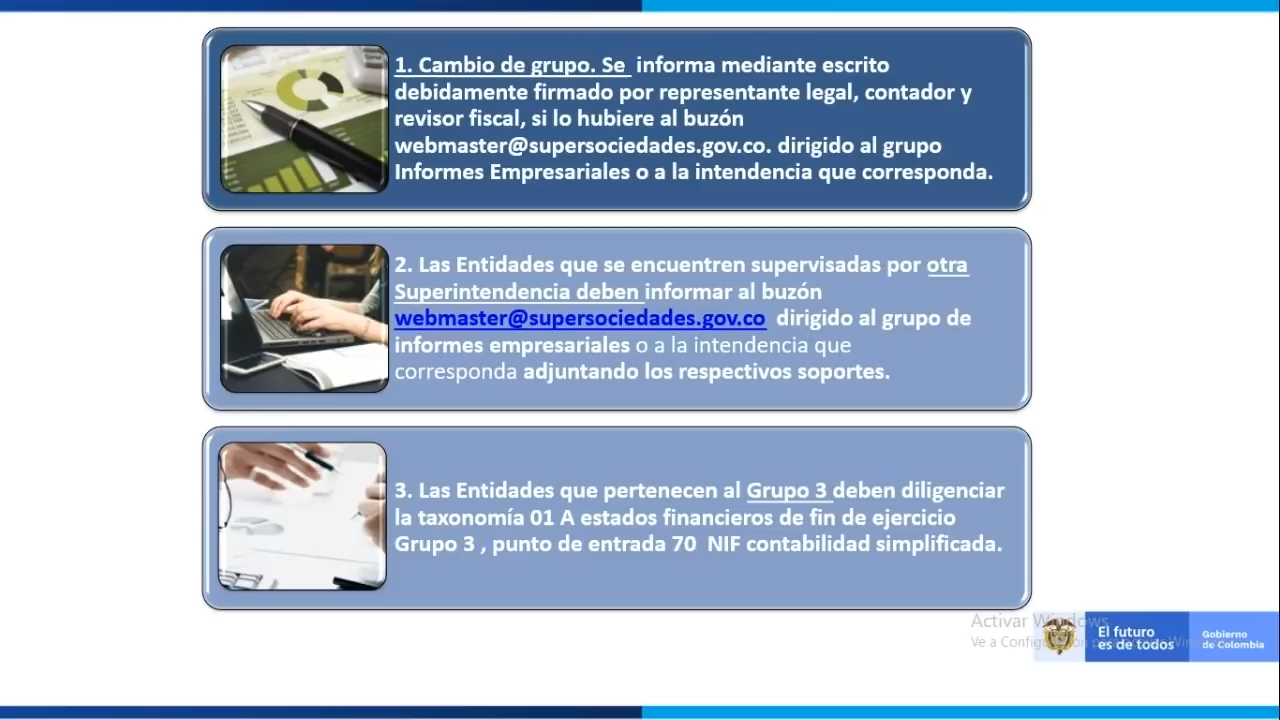 1. Cambio de grupo. Se informa mediante escrito
debidamente firmado por representante legal, contador y
revisor fiscal, si lo hubiere al buzón
webmaster@supersociedades.gov.co. dirigido al grupo
Informes Empresariales o a la intendencia que corresponda.
2. Las Entidades que se encuentren supervisadas por otra
Superintendencia deben informar al buzón
webmaster@supersociedades.gov.co dirigido al grupo de
informes empresariales o a la intendencia que
corresponda adjuntando los respectivos soportes.
3. Las Entidades que pertenecen al Grupo 3 deben diligenciar
la taxonomía 01 A estados financieros de fin de ejercicio
Grupo 3 , punto de entrada 70 NIF contabilidad simplificada.
Activar Windows
Ve a
El futuro
es de todos
Gobierno
de Colombia